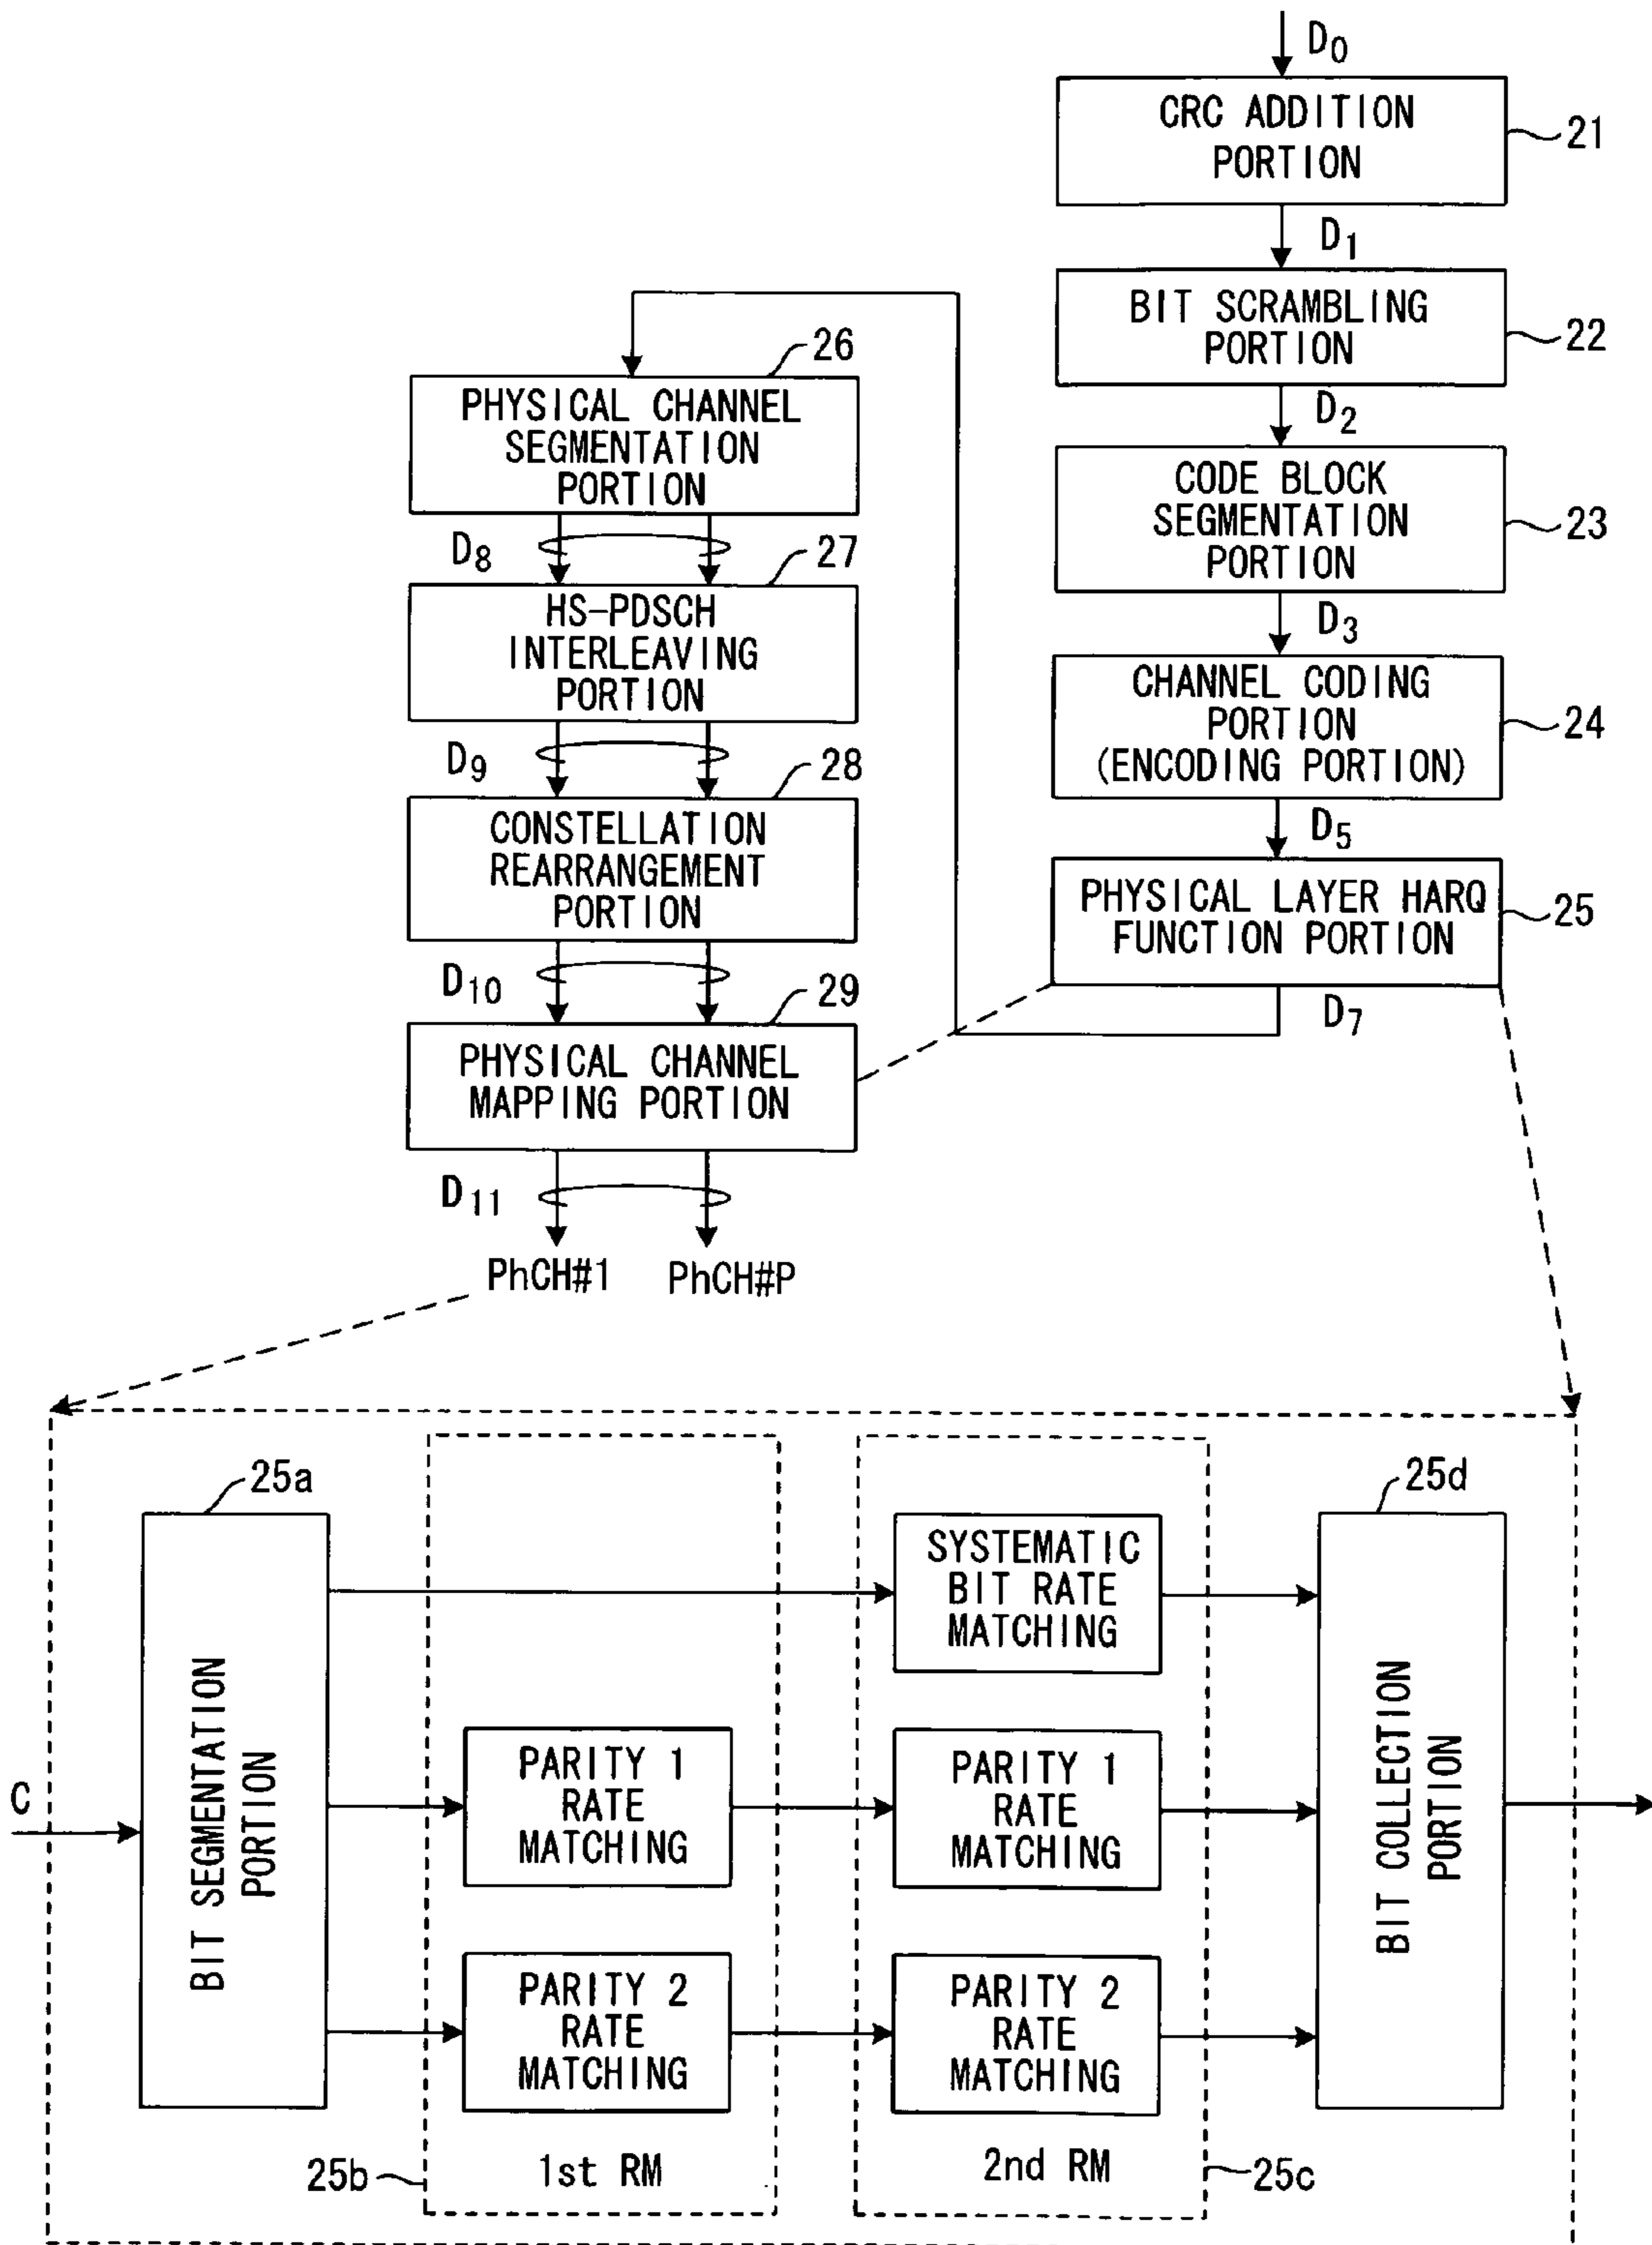 D0
CRC ADDITION
PORTION
21
D1
BIT SCRAMBLING
PORTION
22
D2
CODE BLOCK
SEGMENTATION
PORTION
23
D3
CHANNEL CODING
PORTION
(ENCODING PORTION)
24
D5
PHYSICAL LAYER HARQ
FUNCTION PORTION
25
D7
26
PHYSICAL CHANNEL
SEGMENTATION
PORTION
D8
27
HS-PDSCH
INTERLEAVING
PORTION
D9
28
CONSTELLATION
REARRANGEMENT
PORTION
D10
29
PHYSICAL CHANNEL
MAPPING PORTION
D11
PhCH#1
PhCH#P
C
25a
BIT SEGMENTATION
PORTION
PARITY 1
RATE
MATCHING
PARITY 2
RATE
MATCHING
25b
1st RM
SYSTEMATIC
BIT RATE
MATCHING
PARITY 1
RATE
MATCHING
PARITY 2
RATE
MATCHING
2nd RM
25c
25d
BIT COLLECTION
PORTION